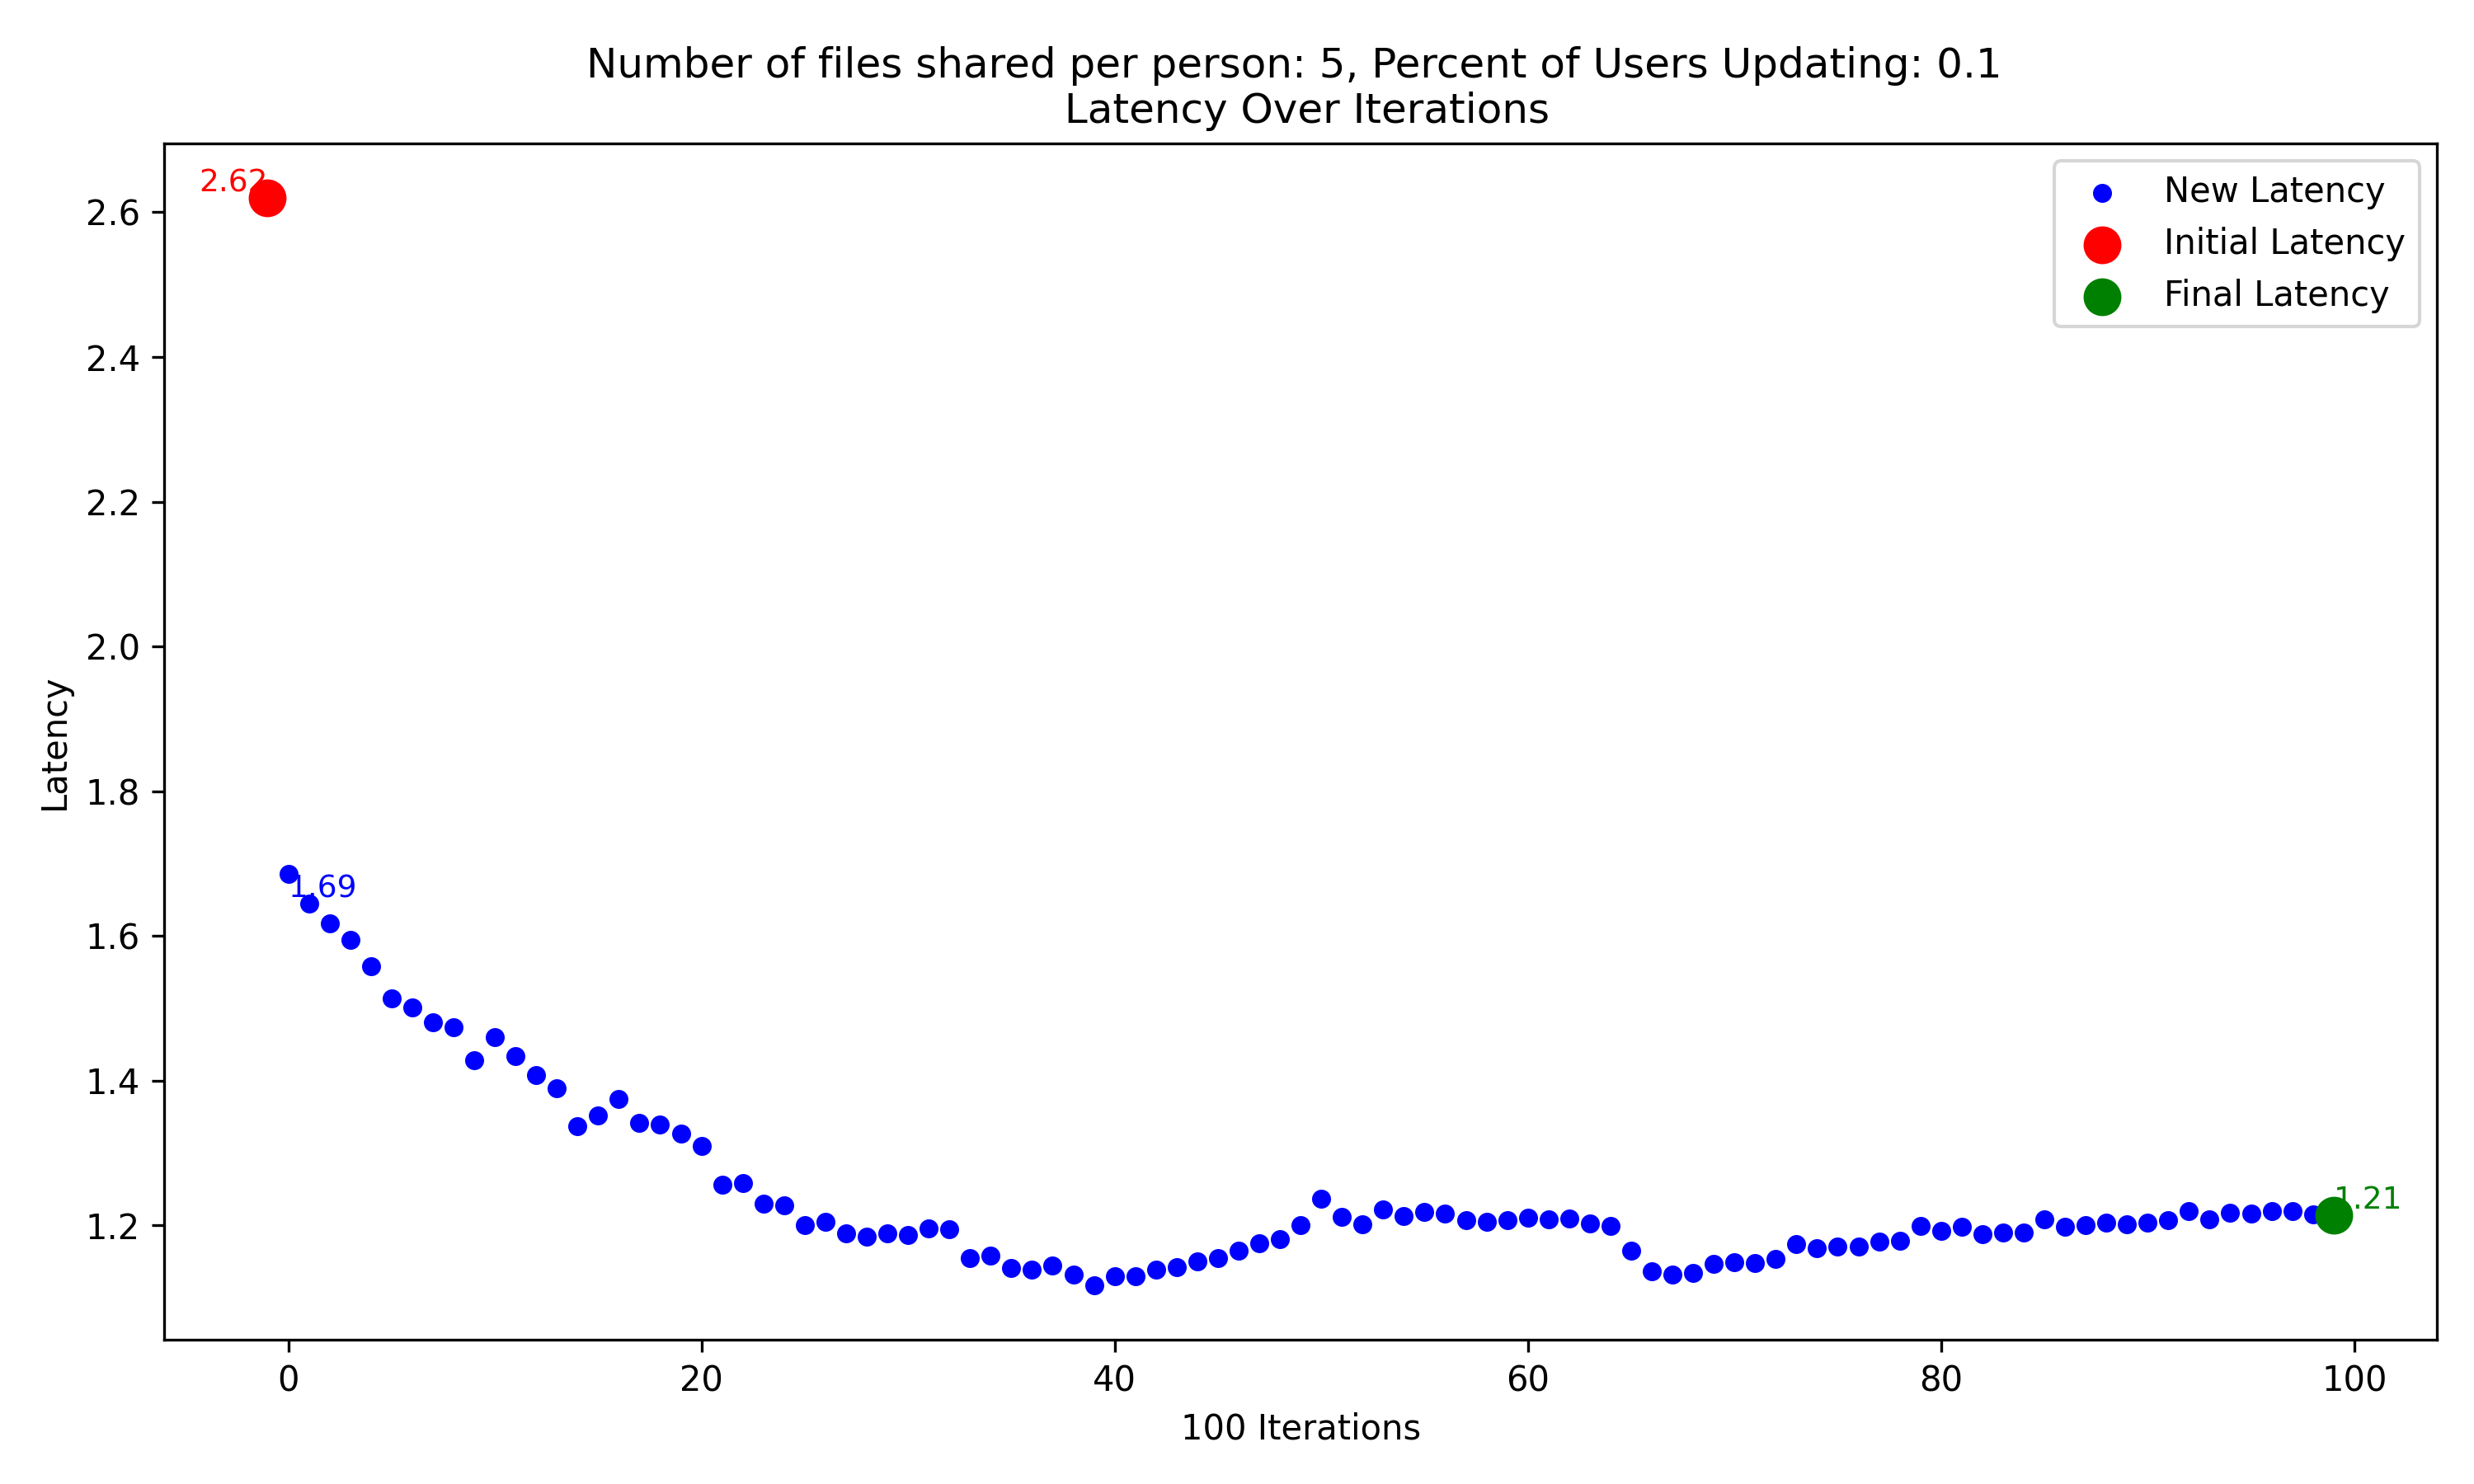 Number of files shared per person: 5, Percent of Users Updating: 0.1
Latency Over Iterations
2.62
New Latency
Initial Latency
Final Latency
2.6
2.4
2.2
2.0
1.8
1.6
1.4
1.2
Latency
1.69
1.21
0
20
40
60
80
100
100 Iterations